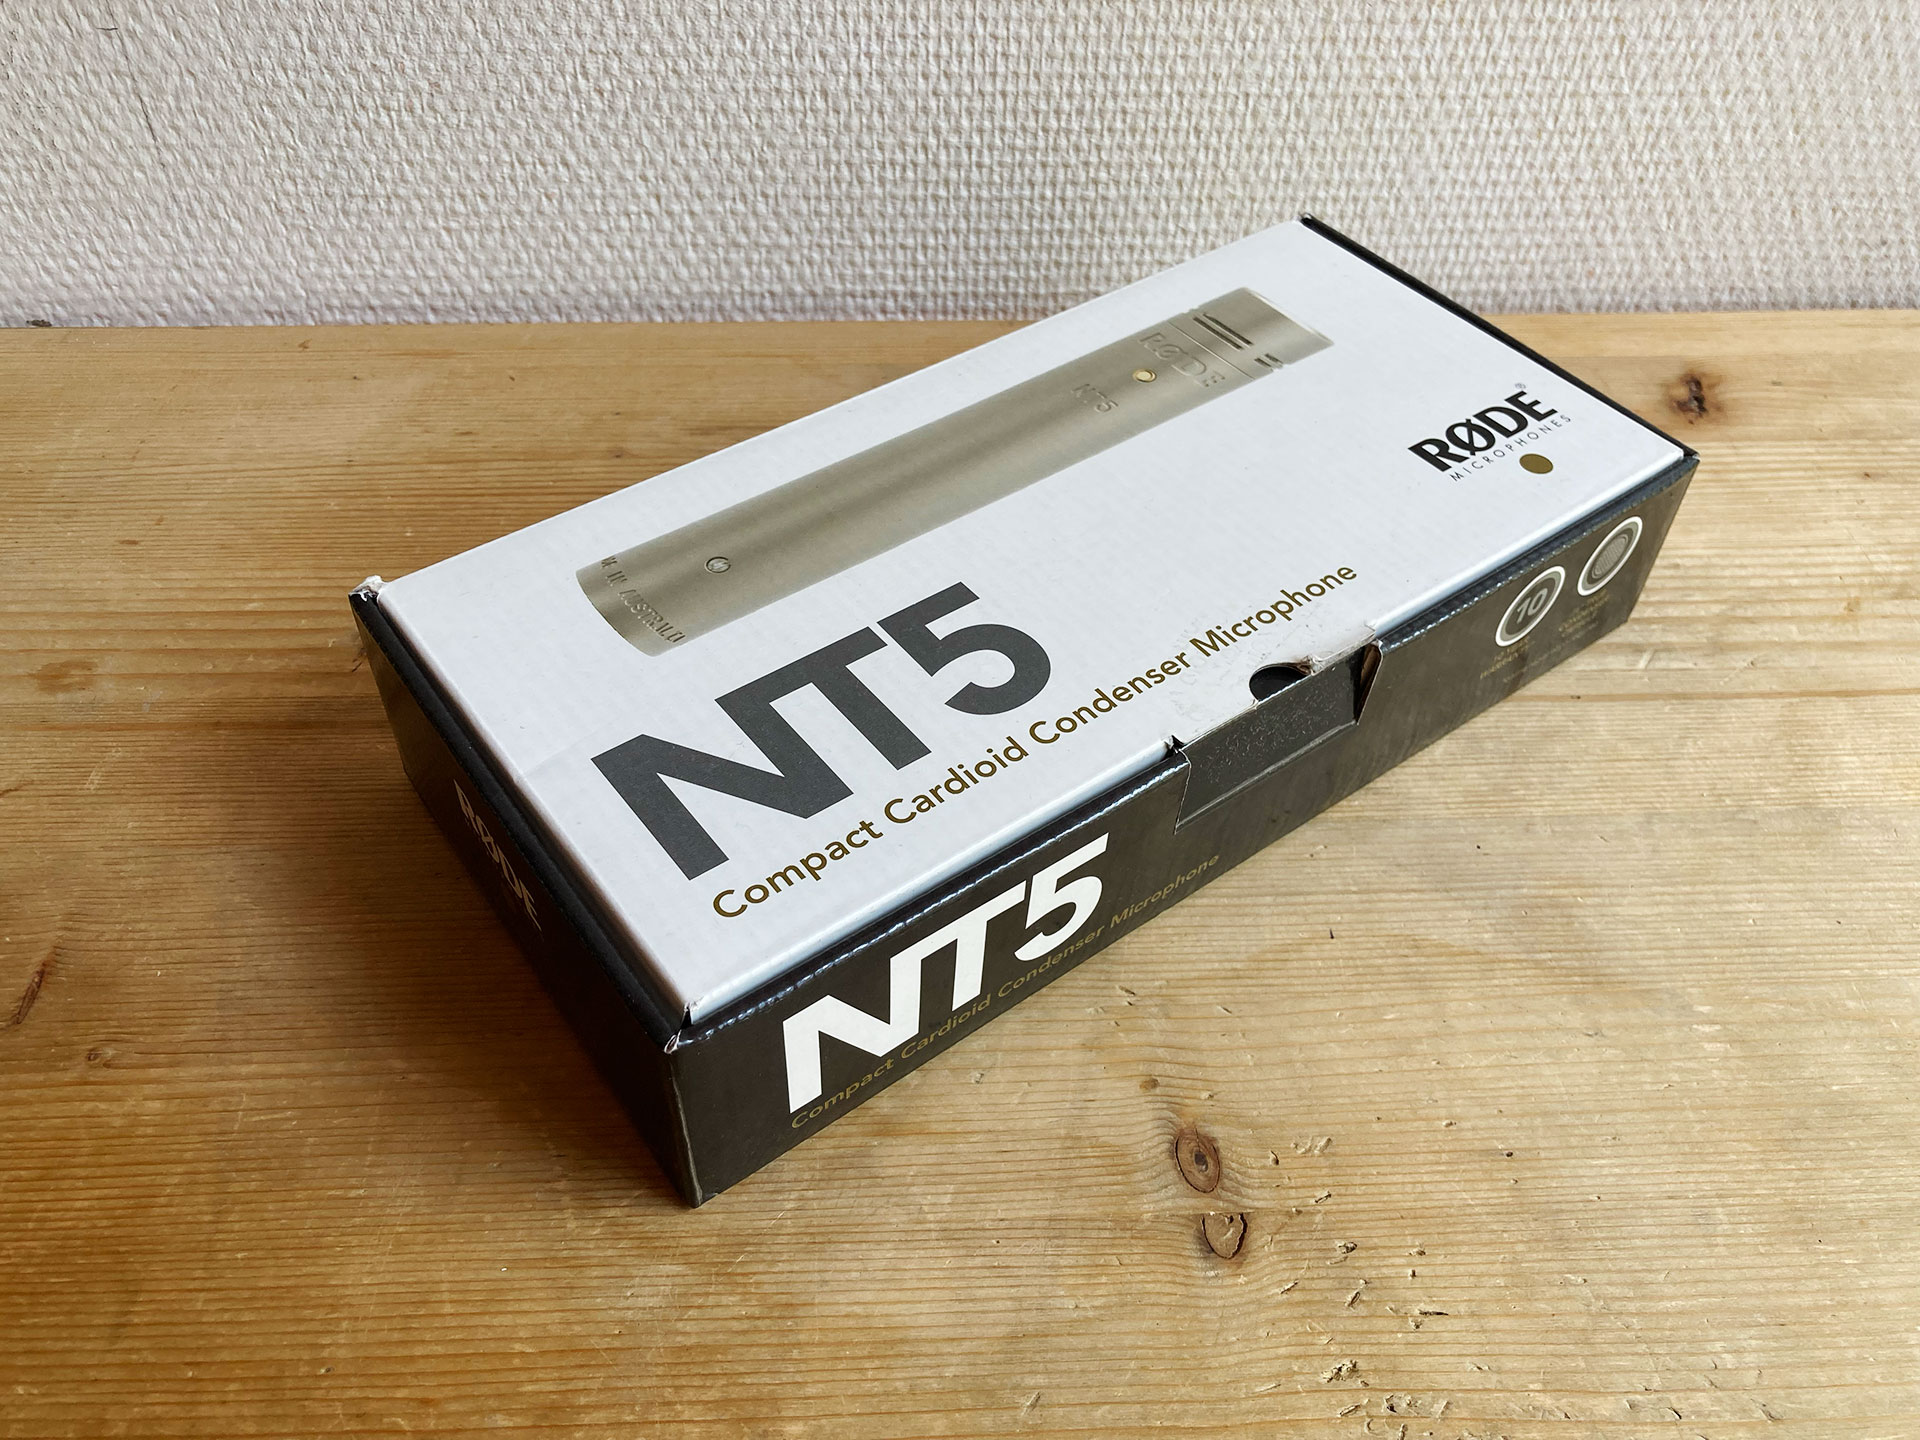 RØDE
NT5
RØDE®
MICROPHONES
NT5
Compact Cardioid Condenser Microphone
RØDE
NT5
Compact Cardioid Condenser Microphone
10